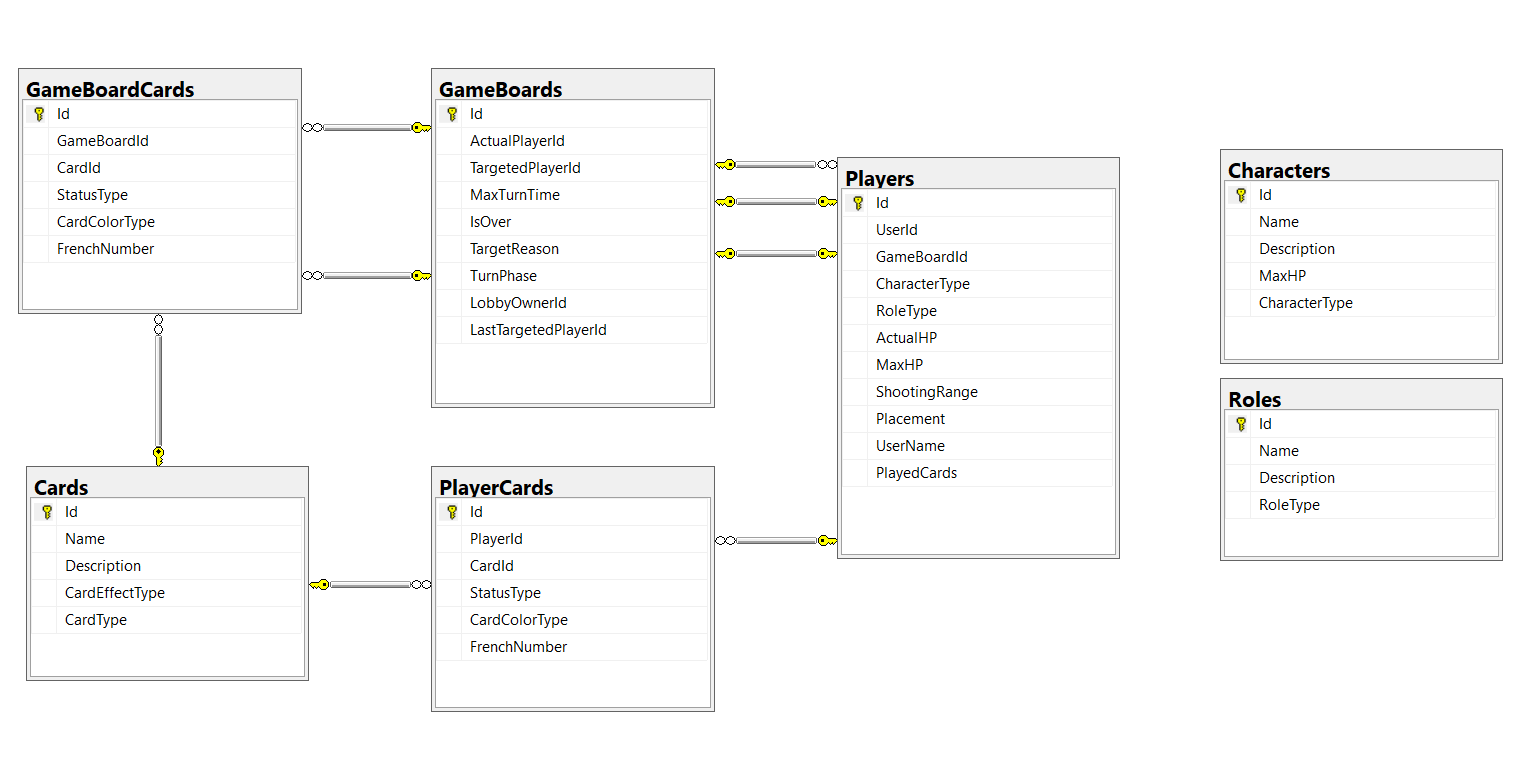 GameBoardCards
Id
GameBoardId
CardId
StatusType
CardColorType
FrenchNumber
GameBoards
Id
ActualPlayerId
TargetedPlayerId
MaxTurnTime
IsOver
TargetReason
TurnPhase
LobbyOwnerId
LastTargetedPlayerId
Players
Id
UserId
GameBoardId
CharacterType
RoleType
ActualHP
MaxHP
ShootingRange
Placement
UserName
PlayedCards
Characters
Id
Name
Description
MaxHP
CharacterType
Roles
Id
Name
Description
RoleType
Cards
Id
Name
Description
CardEffectType
CardType
PlayerCards
Id
PlayerId
CardId
StatusType
CardColorType
FrenchNumber